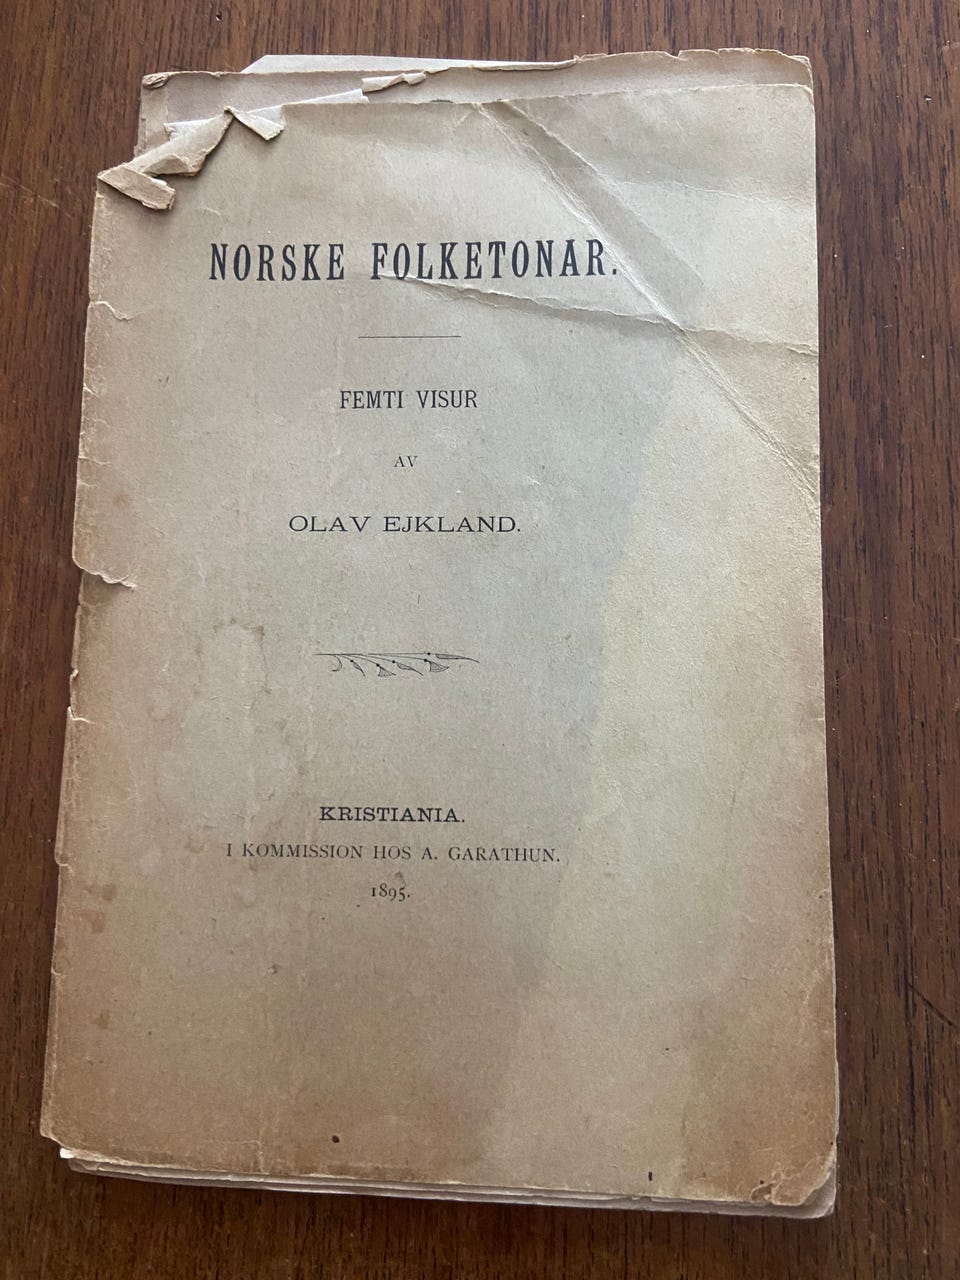 NORSKE FOLKETONAR.
FEMTI VISUR
AV
OLAV EJKLAND.
KRISTIANIA.
I KOMMISSION HOS A. GARATHUN.
1895.